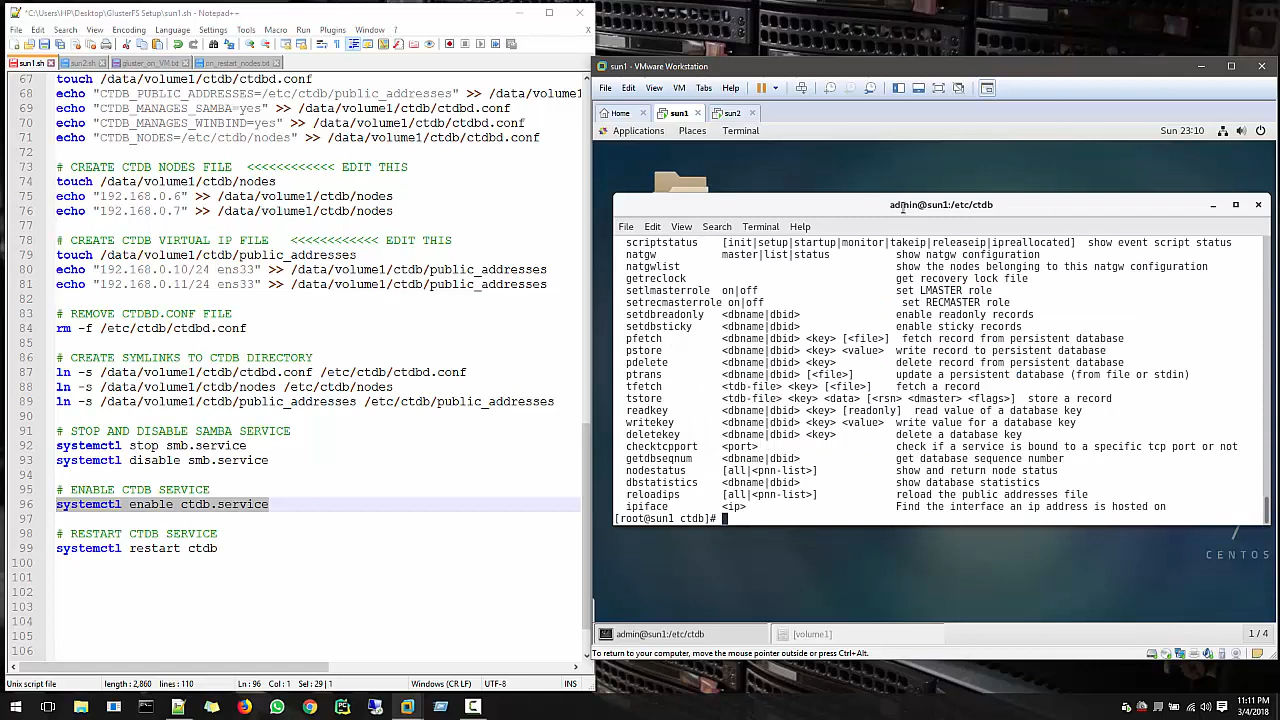 *C:\Users\HP\Desktop\GlusterFS Setup\sun1.sh - Notepad++
File Edit Search View Encoding Language Settings Tools Macro Run Plugins Window ? X
sun1.sh sun2.sh gluster_on_VM.txt on_restart_nodes.txt
67 touch /data/volume1/ctdb/ctdbd.conf
68 echo "CTDB_PUBLIC_ADDRESSES=/etc/ctdb/public_addresses" >> /data/volume1
69 echo "CTDB_MANAGES_SAMBA=yes" >> /data/volume1/ctdb/ctdbd.conf
70 echo "CTDB_MANAGES_WINBIND=yes" >> /data/volume1/ctdb/ctdbd.conf
71 echo "CTDB_NODES=/etc/ctdb/nodes" >> /data/volume1/ctdb/ctdbd.conf
72
73 # CREATE CTDB NODES FILE <<<<<<<<<<<< EDIT THIS
74 touch /data/volume1/ctdb/nodes
75 echo "192.168.0.6" >> /data/volume1/ctdb/nodes
76 echo "192.168.0.7" >> /data/volume1/ctdb/nodes
77
78 # CREATE CTDB VIRTUAL IP FILE <<<<<<<<<<<< EDIT THIS
79 touch /data/volume1/ctdb/public_addresses
80 echo "192.168.0.10/24 ens33" >> /data/volume1/ctdb/public_addresses
81 echo "192.168.0.11/24 ens33" >> /data/volume1/ctdb/public_addresses
82
83 # REMOVE CTDBD.CONF FILE
84 rm -f /etc/ctdb/ctdbd.conf
85
86 # CREATE SYMLINKS TO CTDB DIRECTORY
87 ln -s /data/volume1/ctdb/ctdbd.conf /etc/ctdb/ctdbd.conf
88 ln -s /data/volume1/ctdb/nodes /etc/ctdb/nodes
89 ln -s /data/volume1/ctdb/public_addresses /etc/ctdb/public_addresses
90
91 # STOP AND DISABLE SAMBA SERVICE
92 systemctl stop smb.service
93 systemctl disable smb.service
94
95 # ENABLE CTDB SERVICE
96 systemctl enable ctdb.service
97
98 # RESTART CTDB SERVICE
99 systemctl restart ctdb
100
101
102
103
104
105
106
Unix script file length : 2,860 lines : 110 Ln : 96 Col : 1 Sel : 29 | 1 Windows (CR LF) UTF-8 INS
sun1 - VMware Workstation
File Edit View VM Tabs Help
Home sun1 sun2
Applications Places Terminal Sun 23:10
admin@sun1:/etc/ctdb
File Edit View Search Terminal Help
scriptstatus [init|setup|startup|monitor|takeip|releaseip|ipreallocated] show event script status
natgw master|list|status show natgw configuration
natgwlist show the nodes belonging to this natgw configuration
getreclock get recovery lock file
setlmasterrole on|off set LMASTER role
setrecmasterrole on|off set RECMASTER role
setdbreadonly <dbname|dbid> enable readonly records
setdbsticky <dbname|dbid> enable sticky records
pfetch <dbname|dbid> <key> [<file>] fetch record from persistent database
pstore <dbname|dbid> <key> <value> write record to persistent database
pdelete <dbname|dbid> <key> delete record from persistent database
ptrans <dbname|dbid> [<file>] update a persistent database (from file or stdin)
tfetch <tdb-file> <key> [<file>] fetch a record
tstore <tdb-file> <key> <data> [<rsn> <dmaster> <flags>] store a record
readkey <dbname|dbid> <key> [readonly] read value of a database key
writekey <dbname|dbid> <key> <value> write value for a database key
deletekey <dbname|dbid> <key> delete a database key
checktcpport <port> check if a service is bound to a specific tcp port or not
getdbseqnum <dbname|dbid> get database sequence number
nodestatus [all|<pnn-list>] show and return node status
dbstatistics <dbname|dbid> show database statistics
reloadips [all|<pnn-list>] reload the public addresses file
ipiface <ip> Find the interface an ip address is hosted on
[root@sun1 ctdb]#
CENTOS
admin@sun1:/etc/ctdb [volume1] 1 / 4
To return to your computer, move the mouse pointer outside or press Ctrl+Alt.
11:11 PM
3/4/2018